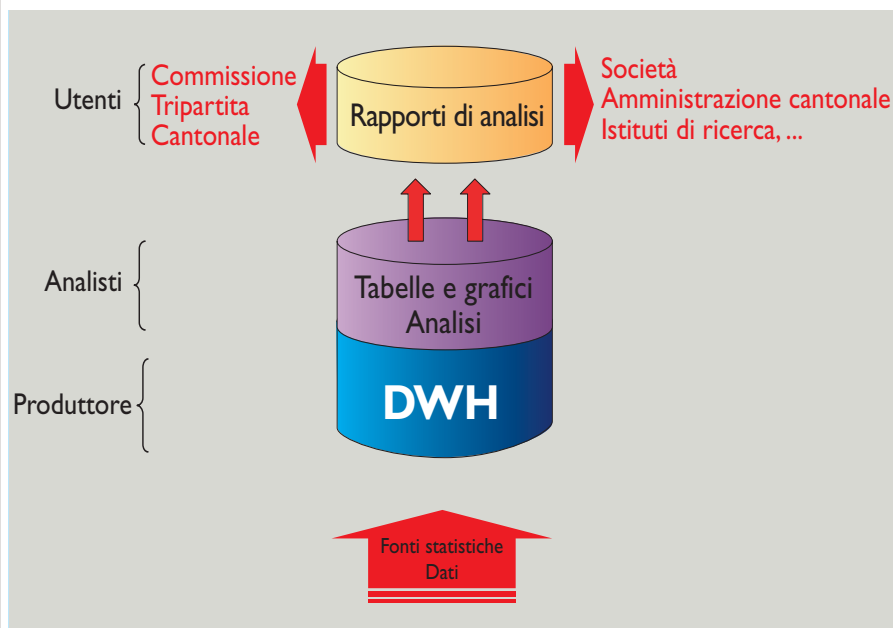 Utenti
Commissione
Tripartita
Cantonale
Rapporti di analisi
Società
Amministrazione cantonale
Istituti di ricerca, ...
Analisti
Tabelle e grafici
Analisi
Produttore
DWH
Fonti statistiche
Dati